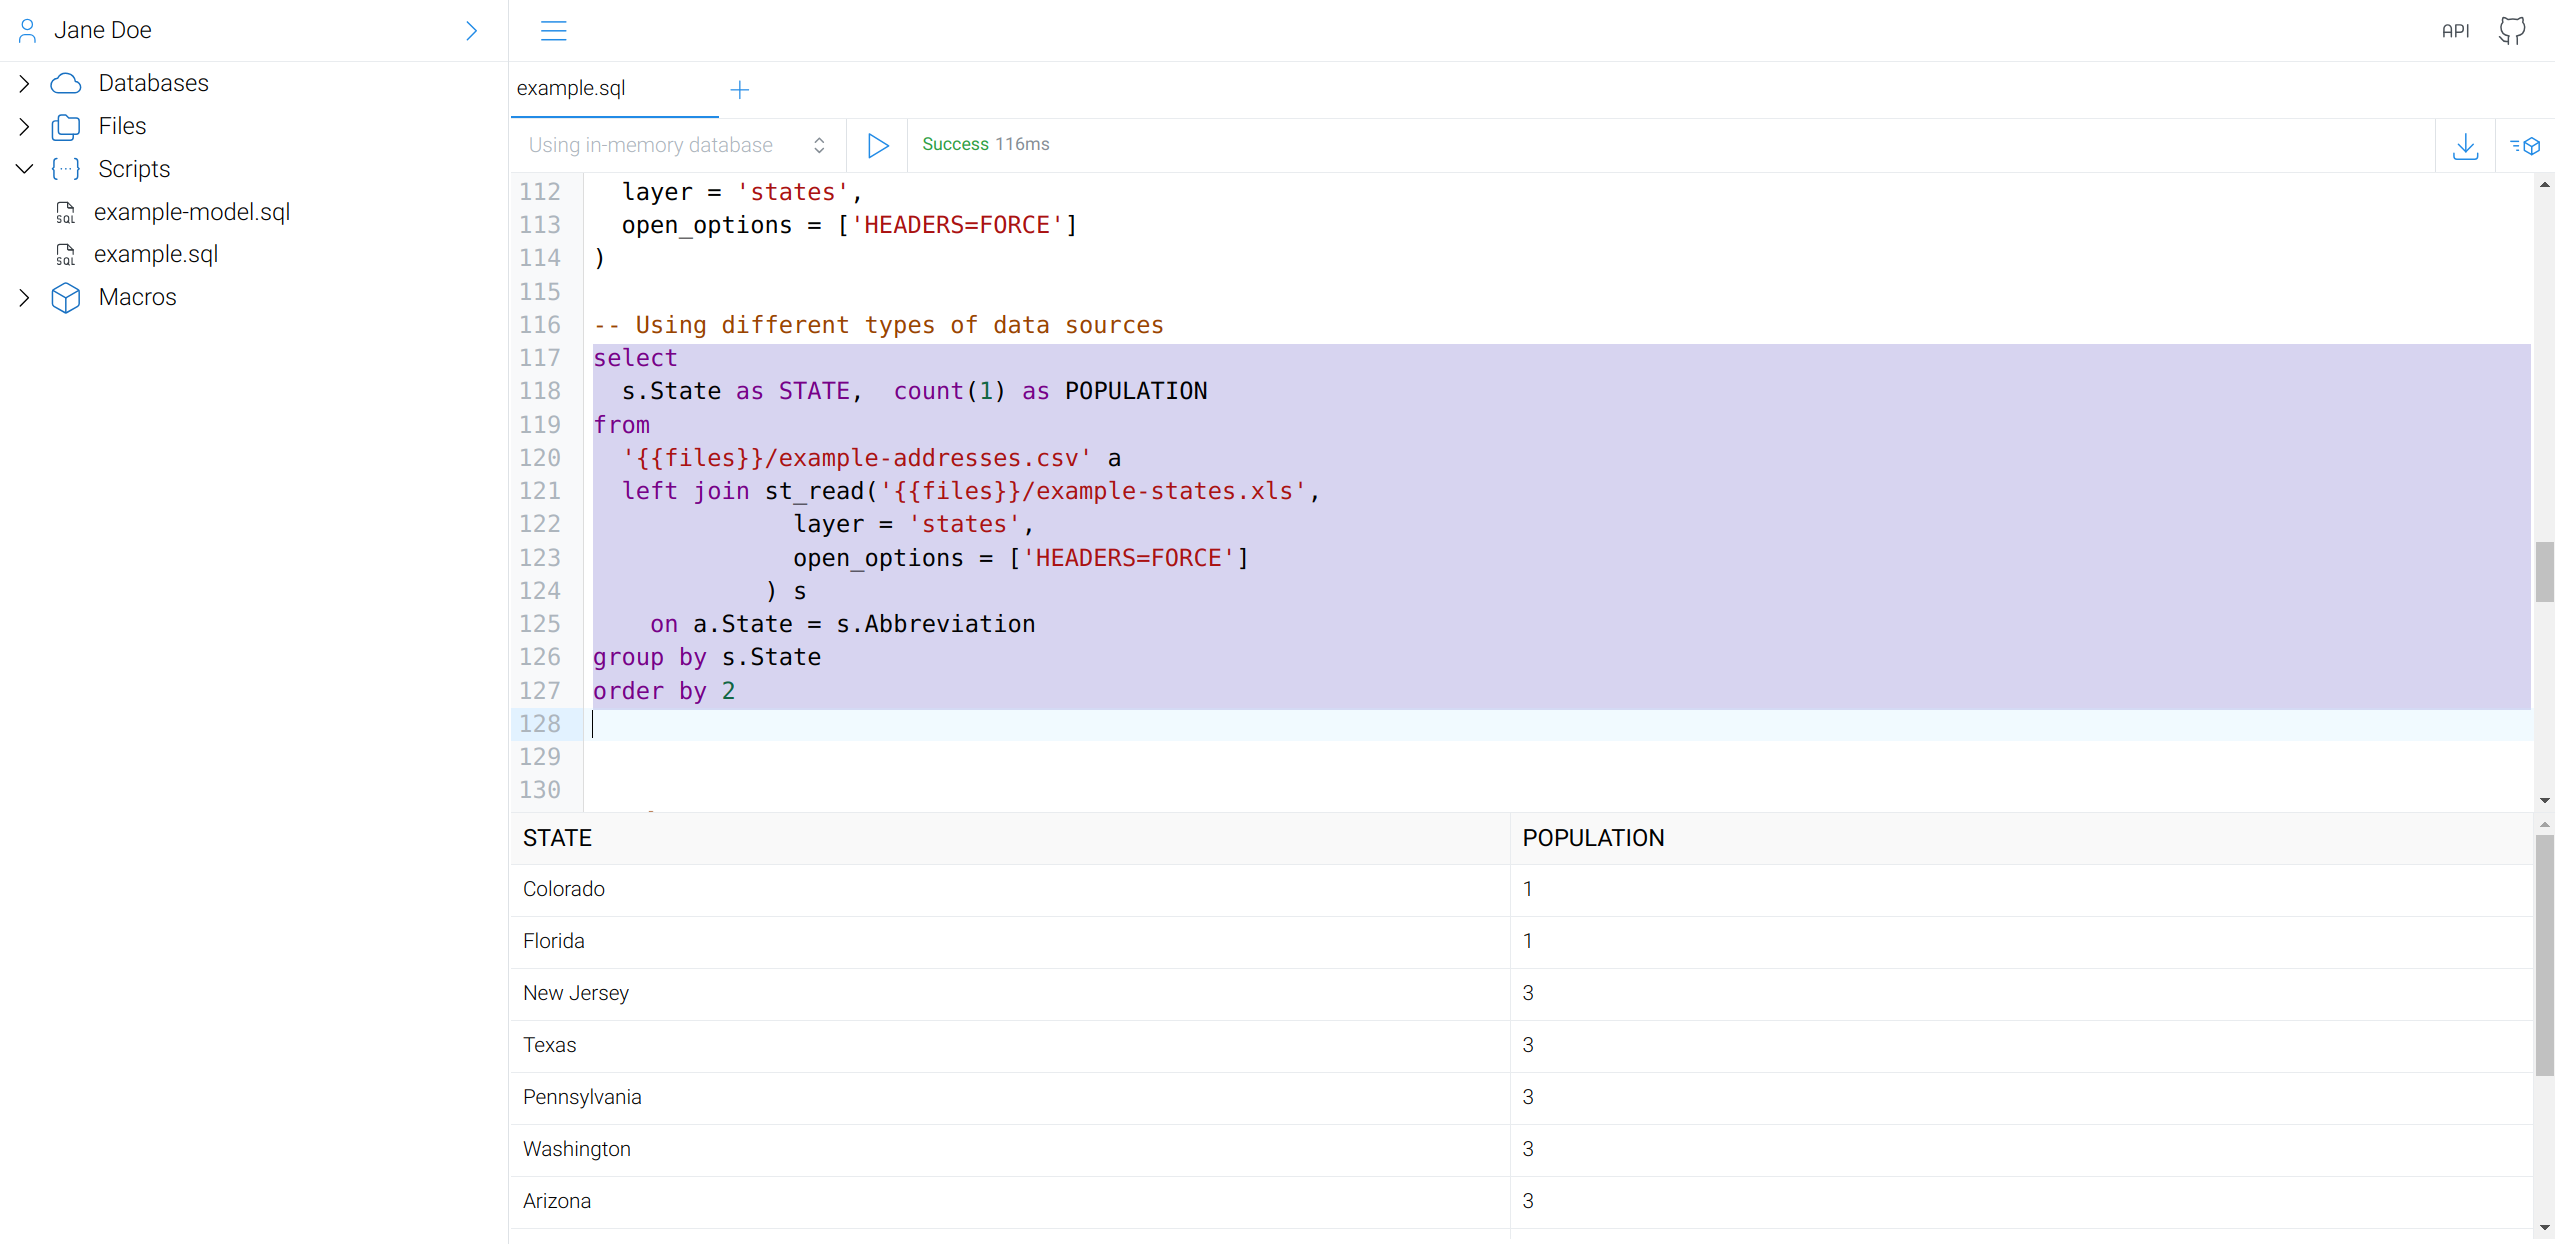 Jane Doe
API
Databases
Files
Scripts
SQL example-model.sql
SQL example.sql
Macros
example.sql
Using in-memory database
Success 116ms
112   layer = 'states',
113   open_options = ['HEADERS=FORCE']
114 )
115
116 -- Using different types of data sources
117 select
118   s.State as STATE,  count(1) as POPULATION
119 from
120   '{{files}}/example-addresses.csv' a
121   left join st_read('{{files}}/example-states.xls',
122               layer = 'states',
123               open_options = ['HEADERS=FORCE']
124             ) s
125     on a.State = s.Abbreviation
126 group by s.State
127 order by 2
128
129
130
STATE POPULATION
Colorado 1
Florida 1
New Jersey 3
Texas 3
Pennsylvania 3
Washington 3
Arizona 3